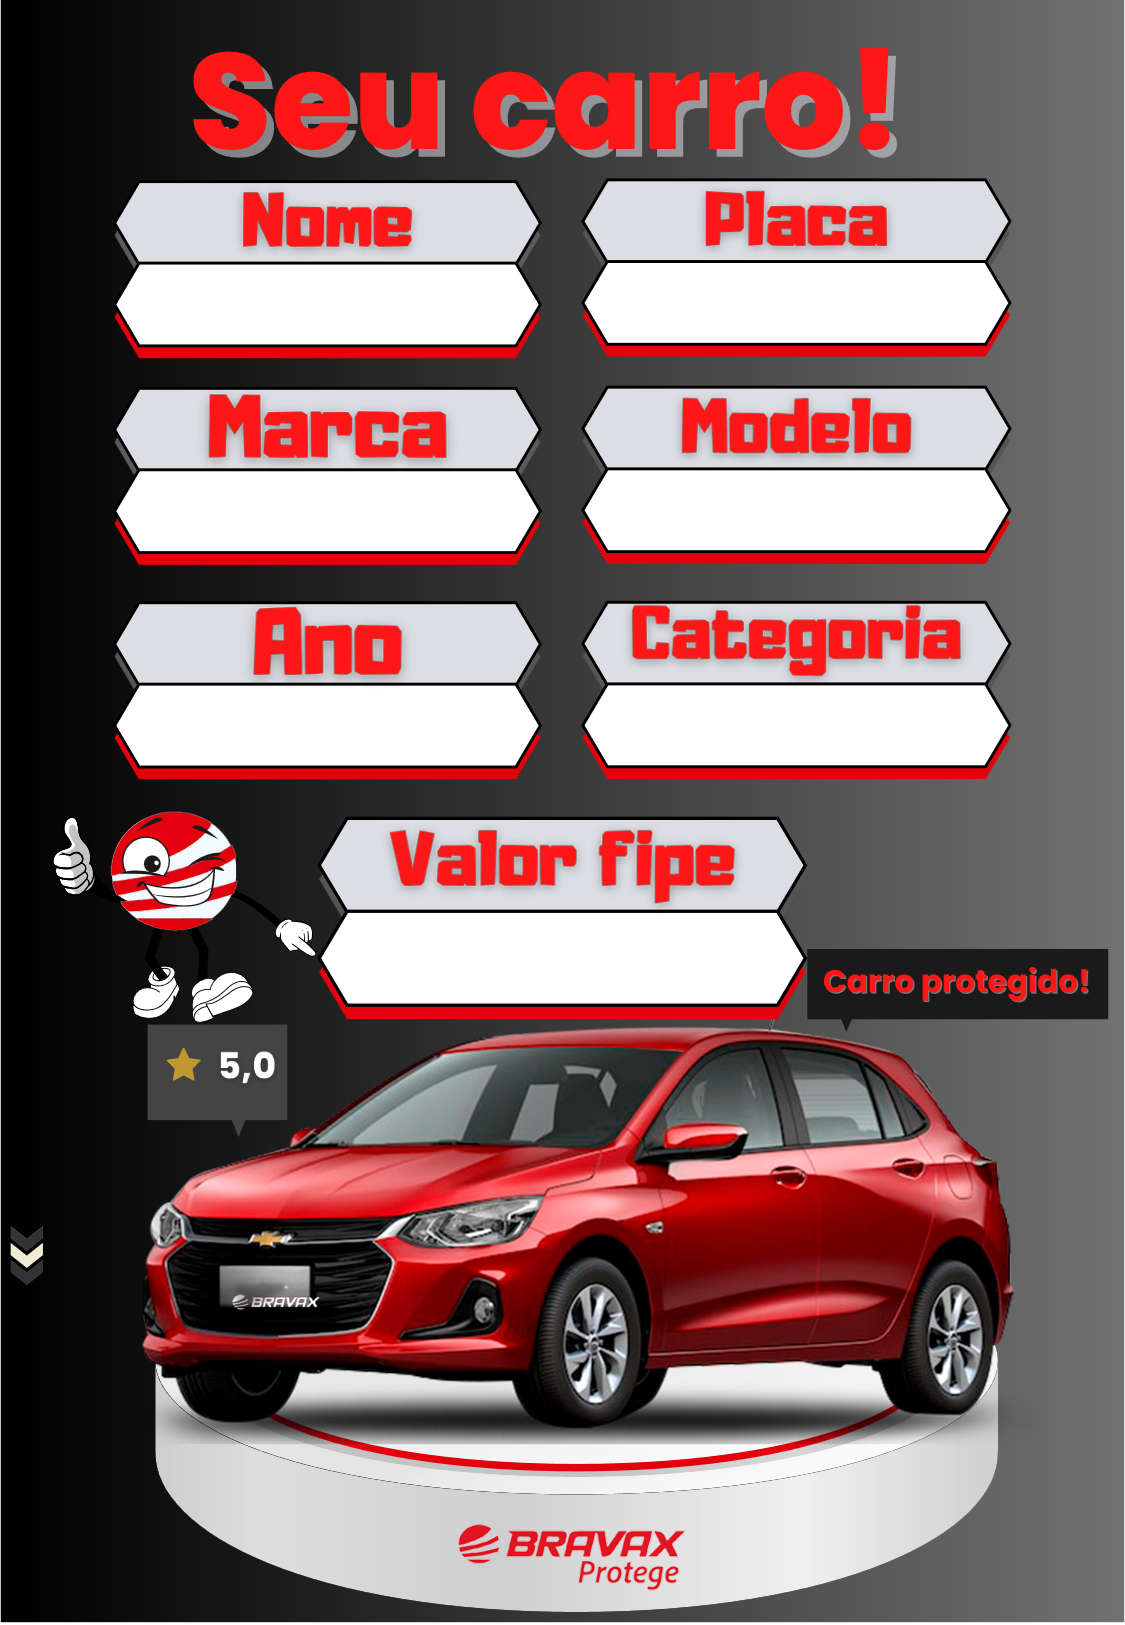 Seu carro!
Nome
Placa
Marca
Modelo
Ano
Categoria
Valor fipe
Carro protegido!
5,0
BRAVAX
BRAVAX
Protege